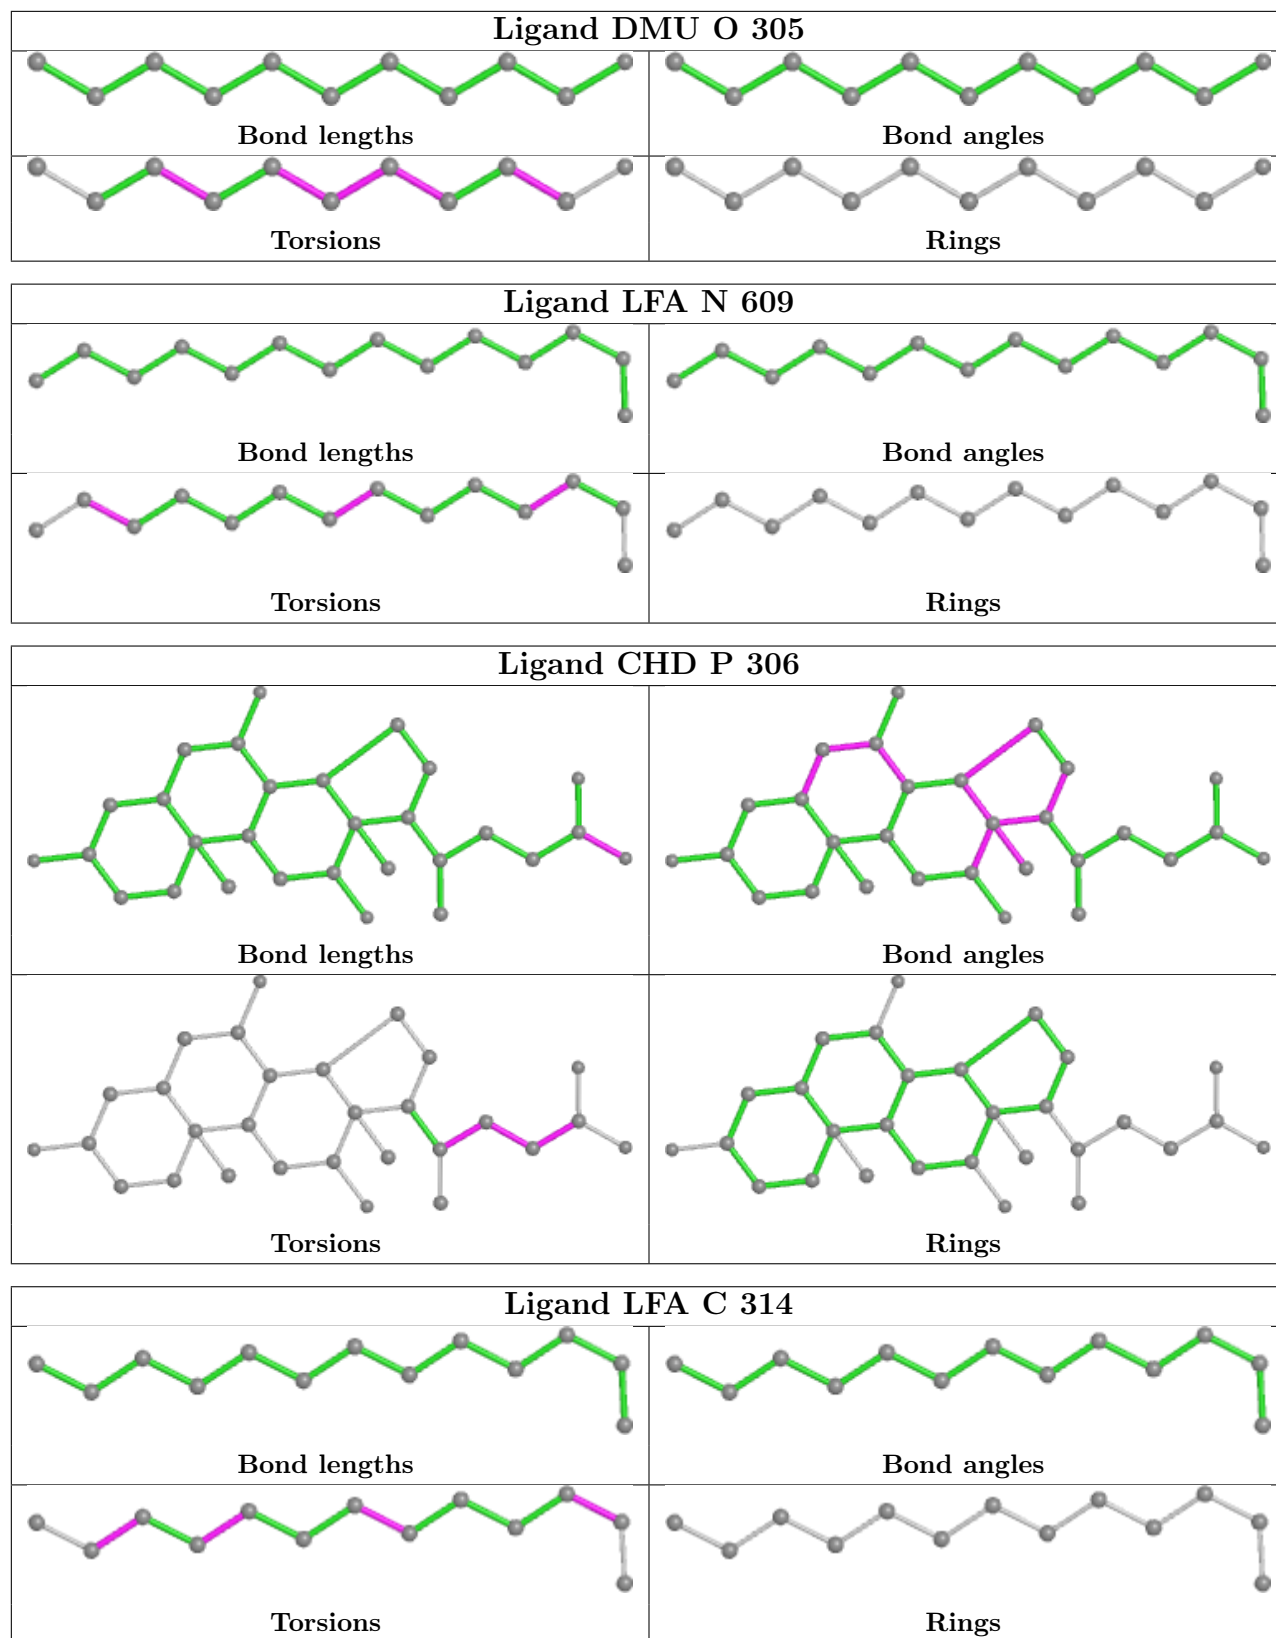 Ligand DMU O 305
Bond lengths
Bond angles
Torsions
Rings
Ligand LFA N 609
Bond lengths
Bond angles
Torsions
Rings
Ligand CHD P 306
Bond lengths
Bond angles
Torsions
Rings
Ligand LFA C 314
Bond lengths
Bond angles
Torsions
Rings